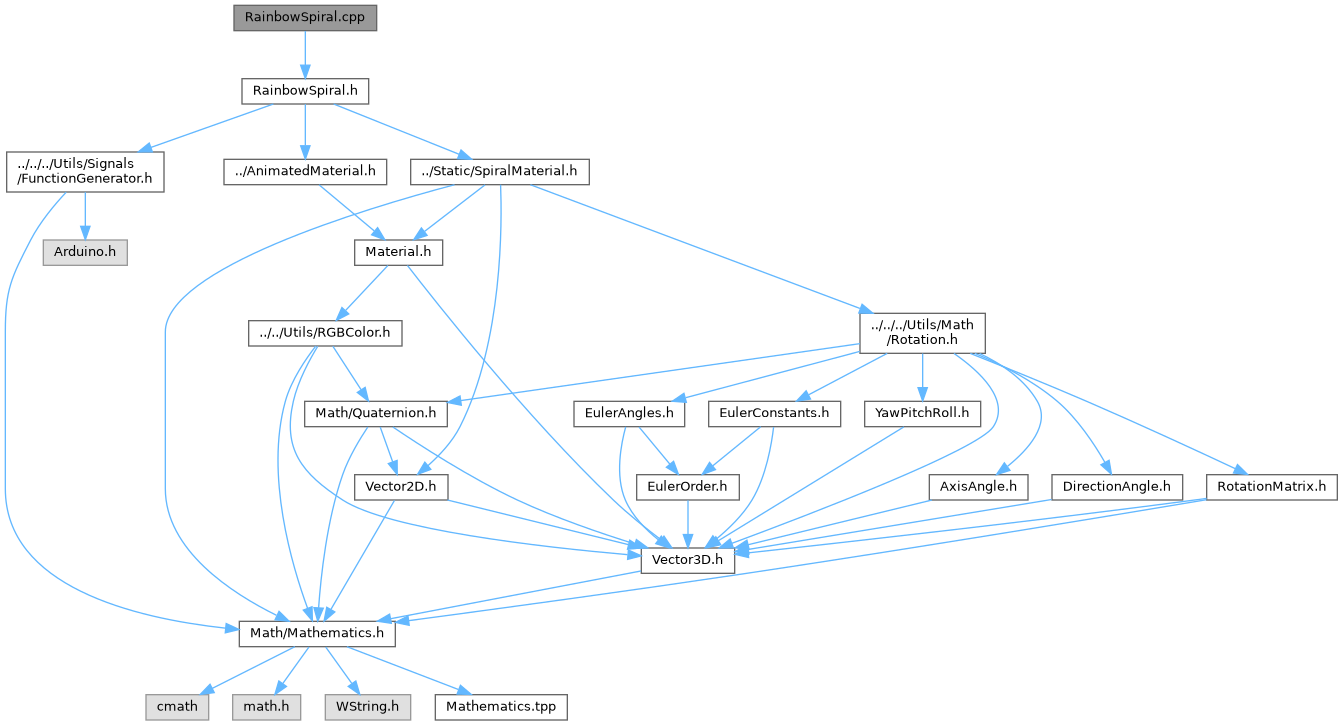 RainbowSpiral.cpp
RainbowSpiral.h
../../../Utils/Signals
/FunctionGenerator.h
../AnimatedMaterial.h
../Static/SpiralMaterial.h
Arduino.h
Material.h
../../Utils/RGBColor.h
../../../Utils/Math
/Rotation.h
Math/Quaternion.h
EulerAngles.h
EulerConstants.h
YawPitchRoll.h
Vector2D.h
EulerOrder.h
AxisAngle.h
DirectionAngle.h
RotationMatrix.h
Vector3D.h
Math/Mathematics.h
cmath
math.h
WString.h
Mathematics.tpp